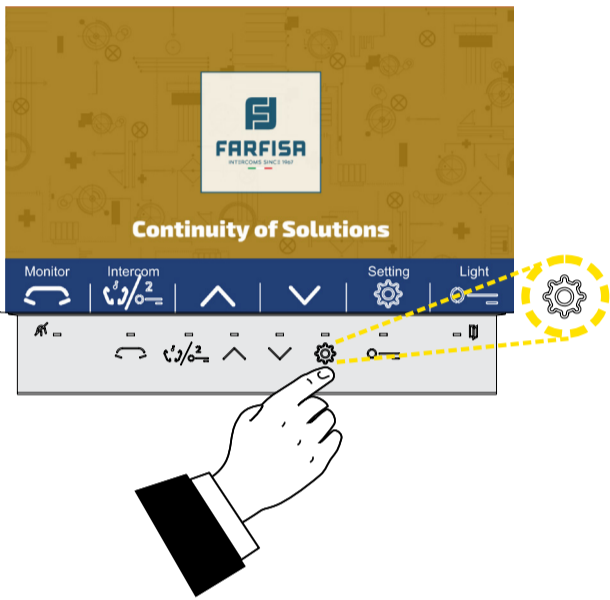 FARFISA
INTERCOMS SINCE 1967
Continuity of Solutions
Monitor Intercom Setting Light
2
2